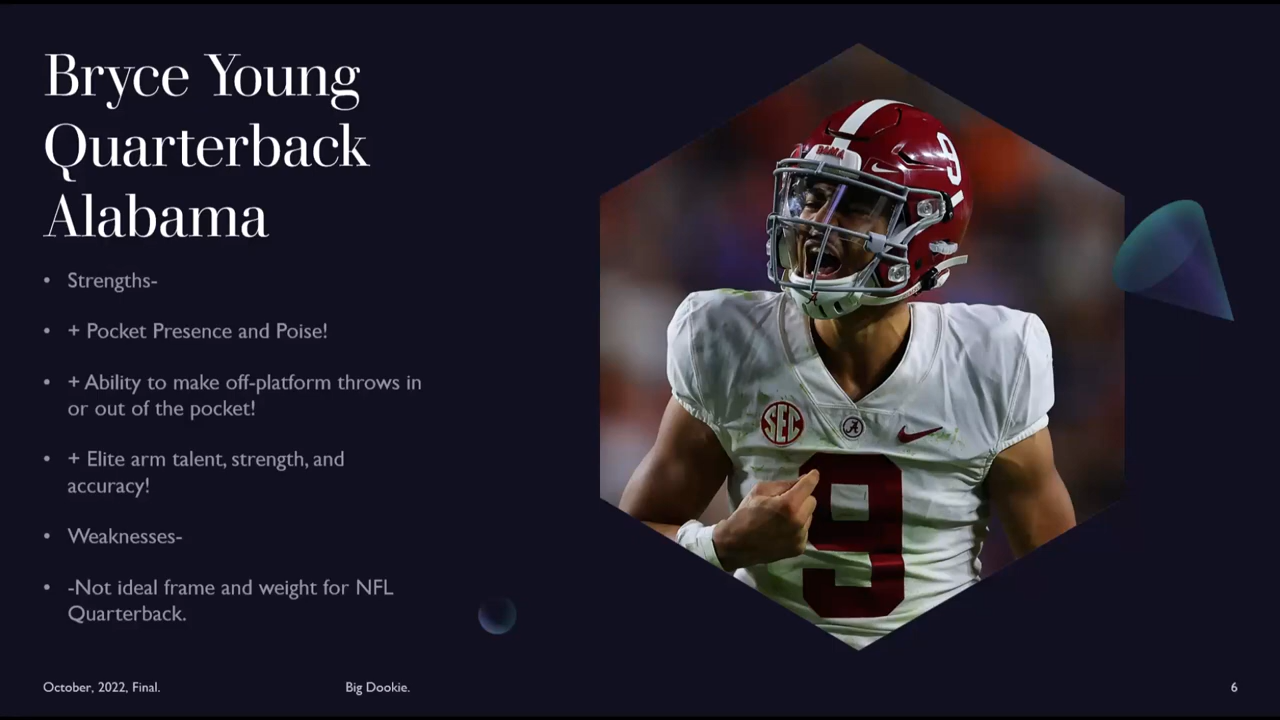 Bryce Young
Quarterback
Alabama
• Strengths-
• + Pocket Presence and Poise!
• + Ability to make off-platform throws in
or out of the pocket!
• + Elite arm talent, strength, and
accuracy!
• Weaknesses-
• -Not ideal frame and weight for NFL
Quarterback.
9
SEC
A
9
October, 2022, Final.
Big Dookie.
6